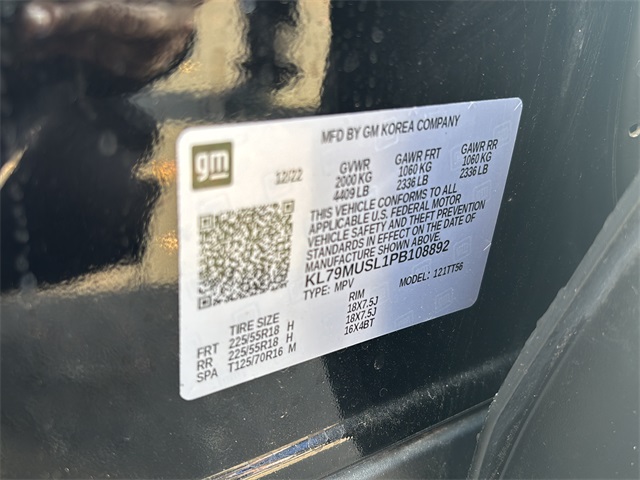 MFD BY GM KOREA COMPANY
gm
12/22
GVWR GAWR FRT GAWR RR
2000 KG 1060 KG 1060 KG
4409 LB 2336 LB 2336 LB
THIS VEHICLE CONFORMS TO ALL
APPLICABLE U.S. FEDERAL MOTOR
VEHICLE SAFETY AND THEFT PREVENTION
STANDARDS IN EFFECT ON THE DATE OF
MANUFACTURE SHOWN ABOVE.
KL79MUSL1PB108892
TYPE: MPV MODEL: 121TT56
TIRE SIZE RIM
FRT 225/55R18 H 18X7.5J
RR 225/55R18 H 18X7.5J
SPA T125/70R16 M 16X4BT